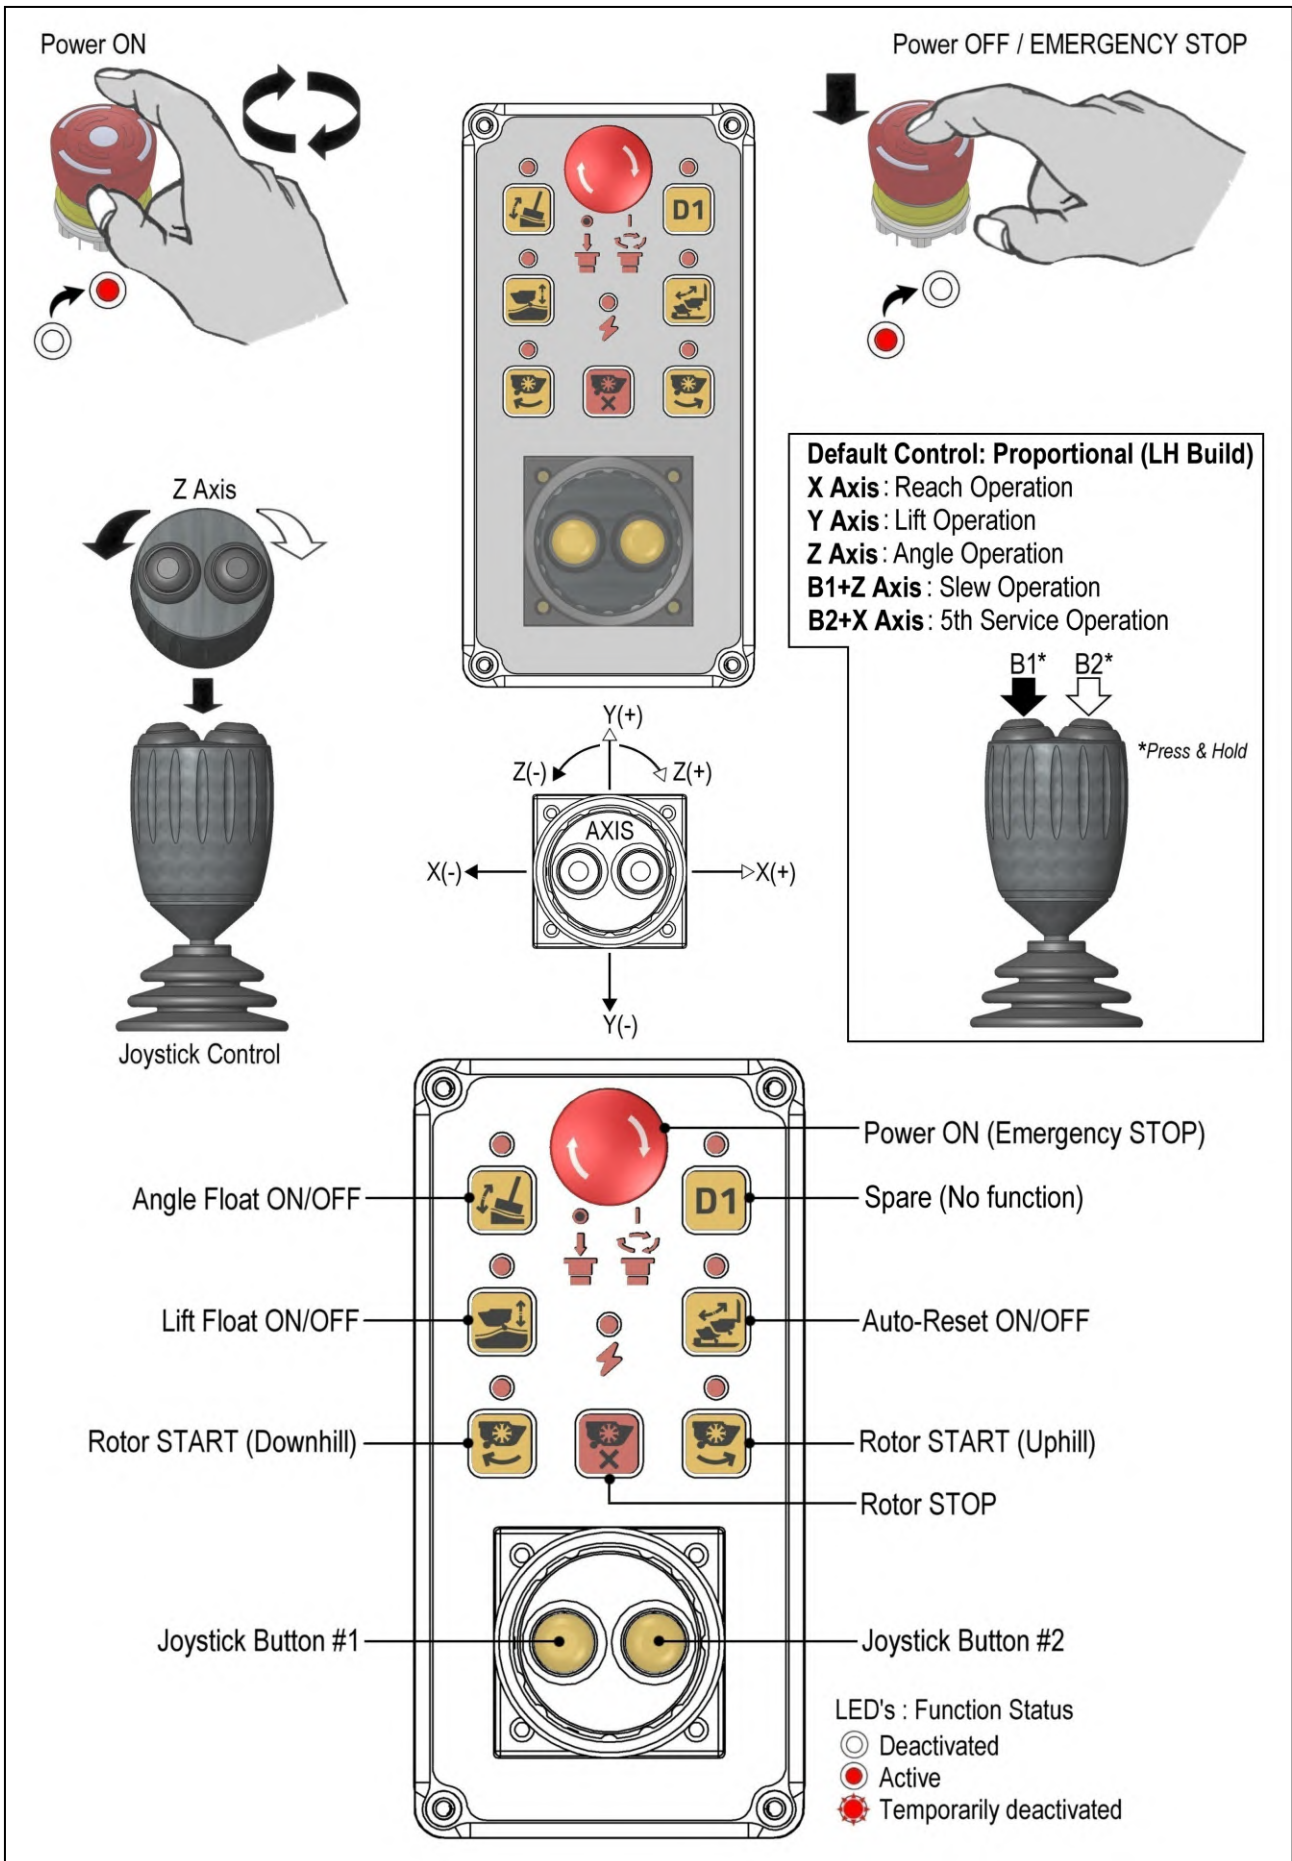 Power ON
Power OFF / EMERGENCY STOP
D1
Default Control: Proportional (LH Build)
X Axis : Reach Operation
Y Axis : Lift Operation
Z Axis : Angle Operation
B1+Z Axis : Slew Operation
B2+X Axis : 5th Service Operation
B1* B2*
*Press & Hold
Z Axis
Joystick Control
Y(+)
Z(-) Z(+)
AXIS
X(-) X(+)
Y(-)
Power ON (Emergency STOP)
Angle Float ON/OFF
D1
Spare (No function)
Lift Float ON/OFF
Auto-Reset ON/OFF
Rotor START (Downhill)
Rotor START (Uphill)
Rotor STOP
Joystick Button #1
Joystick Button #2
LED's : Function Status
Deactivated
Active
Temporarily deactivated